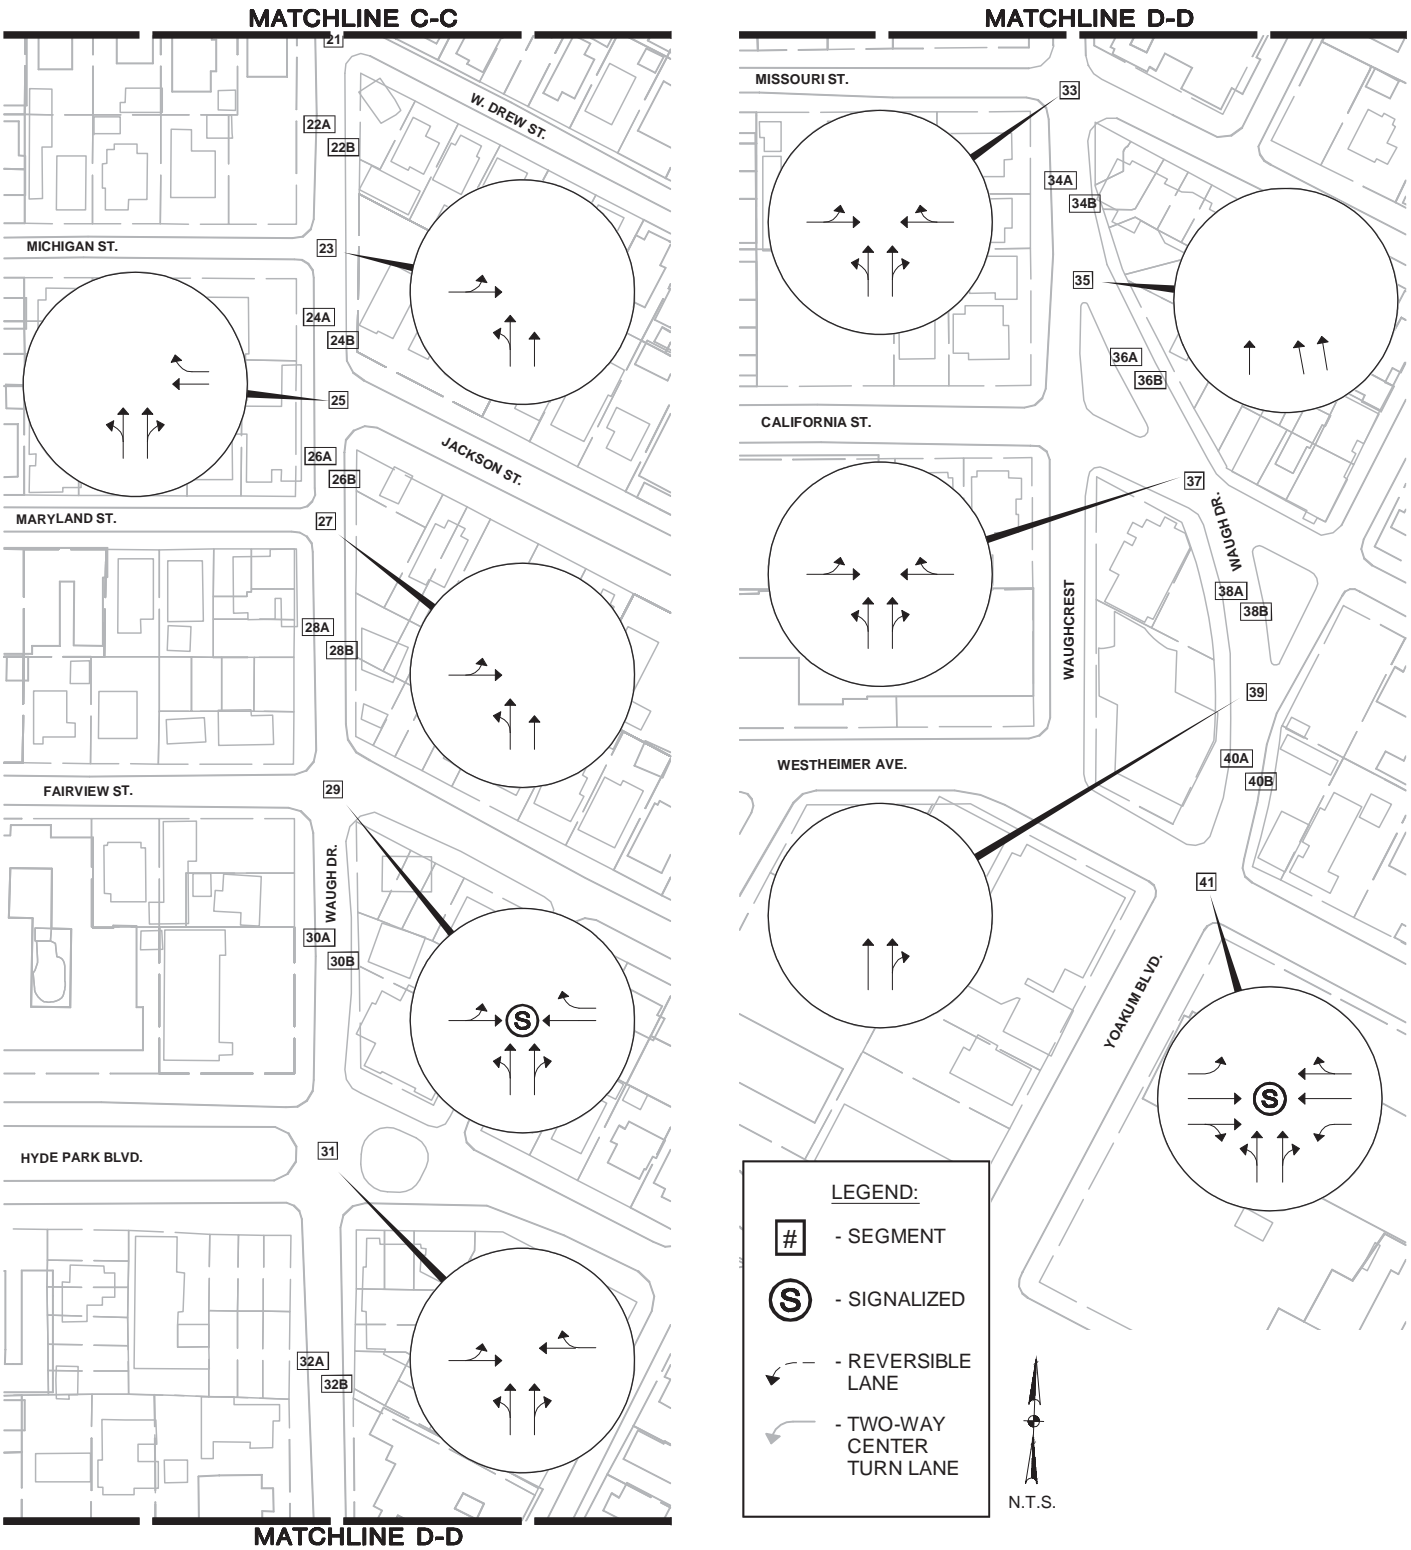 MATCHLINE C-C
21
W. DREW ST.
22A
22B
MICHIGAN ST.
23
24A
24B
25
JACKSON ST.
26A
26B
MARYLAND ST.
27
28A
28B
FAIRVIEW ST.
29
WAUGH DR.
30A
30B
S
HYDE PARK BLVD.
31
32A
32B
MATCHLINE D-D
MATCHLINE D-D
MISSOURI ST.
33
34A
34B
35
36A
36B
CALIFORNIA ST.
37
WAUGH DR.
38A
38B
WAUGHCREST
39
40A
40B
WESTHEIMER AVE.
41
YOAKUM BLVD.
S
LEGEND:
# - SEGMENT
S - SIGNALIZED
- REVERSIBLE
LANE
- TWO-WAY
CENTER
TURN LANE
N.T.S.